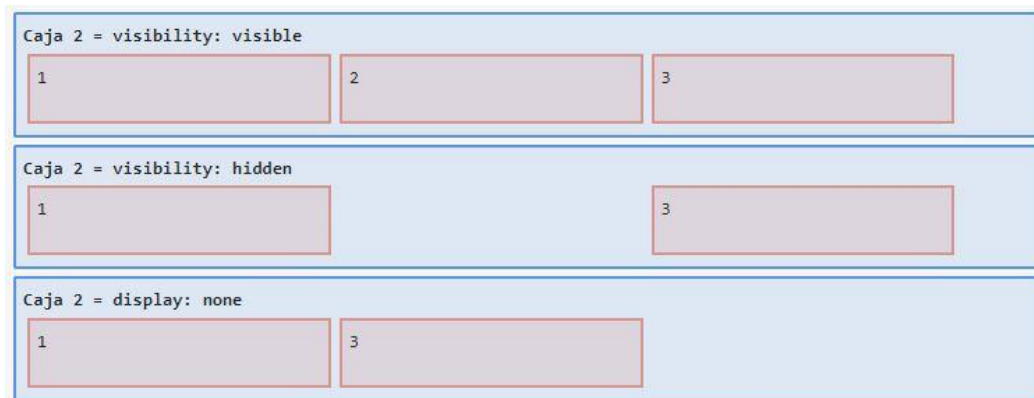 Caja 2 = visibility: visible
1 2 3
Caja 2 = visibility: hidden
1 3
Caja 2 = display: none
1 3